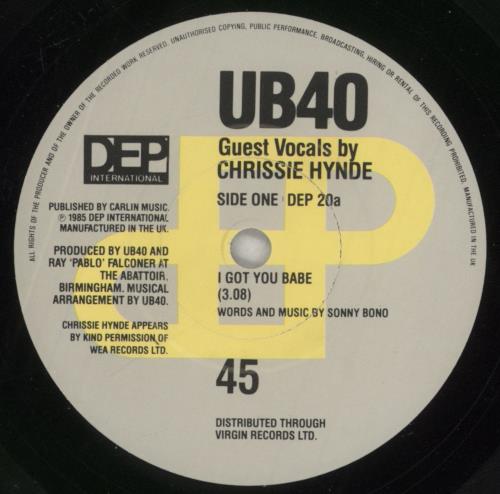 ALL RIGHTS OF THE PRODUCER AND OF THE OWNER OF THE RECORDED WORK RESERVED. UNAUTHORISED COPYING, PUBLIC PERFORMANCE, BROADCASTING, HIRING OR RENTAL OF THIS RECORDING PROHIBITED. MANUFACTURED IN THE UK
UB40
Guest Vocals by
CHRISSIE HYNDE
DEP
INTERNATIONAL
SIDE ONE · DEP 20a
PUBLISHED BY CARLIN MUSIC.
℗ 1985 DEP INTERNATIONAL
MANUFACTURED IN THE UK.
PRODUCED BY UB40 AND
RAY 'PABLO' FALCONER AT
THE ABATTOIR,
BIRMINGHAM. MUSICAL
ARRANGEMENT BY UB40.
CHRISSIE HYNDE APPEARS
BY KIND PERMISSION OF
WEA RECORDS LTD.
I GOT YOU BABE
(3.08)
WORDS AND MUSIC BY SONNY BONO
45
DISTRIBUTED THROUGH
VIRGIN RECORDS LTD.